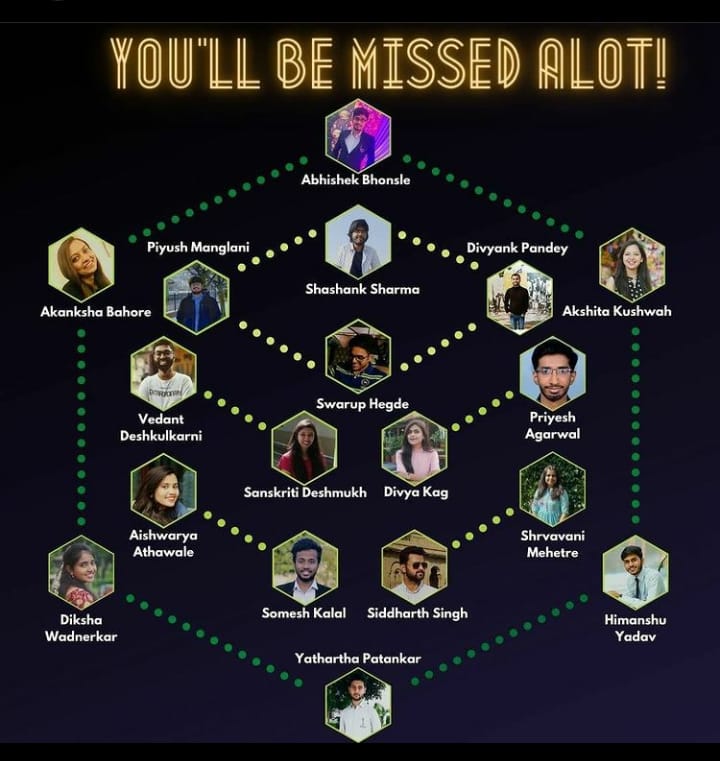 YOU"LL BE MISSED ALOT!
Abhishek Bhonsle
Piyush Manglani
Divyank Pandey
Shashank Sharma
Akanksha Bahore
Akshita Kushwah
Swarup Hegde
Vedant
Deshkulkarni
Priyesh
Agarwal
Sanskriti Deshmukh
Divya Kag
Aishwarya
Athawale
Shrvavani
Mehetre
Somesh Kalal
Siddharth Singh
Diksha
Wadnerkar
Himanshu
Yadav
Yathartha Patankar